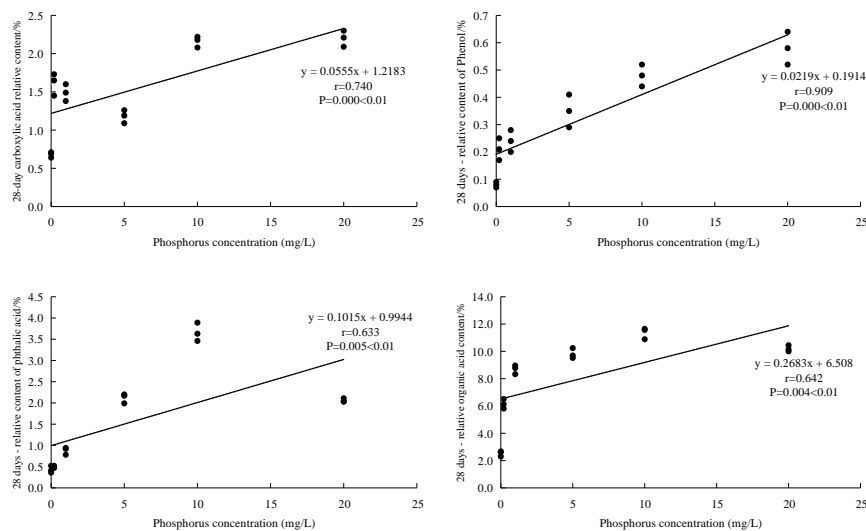 28-day carboxylic acid relative content/%
2.5
2.0
1.5
1.0
0.5
0.0
y = 0.0555x + 1.2183
r=0.740
P=0.000<0.01
0 5 10 15 20 25
Phosphorus concentration (mg/L)
28 days - relative content of Phenol/%
0.7
0.6
0.5
0.4
0.3
0.2
0.1
0.0
y = 0.0219x + 0.1914
r=0.909
P=0.000<0.01
0 5 10 15 20 25
Phosphorus concentration (mg/L)
28 days - relative content of phthalic acid/%
4.5
4.0
3.5
3.0
2.5
2.0
1.5
1.0
0.5
0.0
y = 0.1015x + 0.9944
r=0.633
P=0.005<0.01
0 5 10 15 20 25
Phosphorus concentration (mg/L)
28 days - relative organic acid content/%
14.0
12.0
10.0
8.0
6.0
4.0
2.0
0.0
y = 0.2683x + 6.508
r=0.642
P=0.004<0.01
0 5 10 15 20 25
Phosphorus concentration (mg/L)